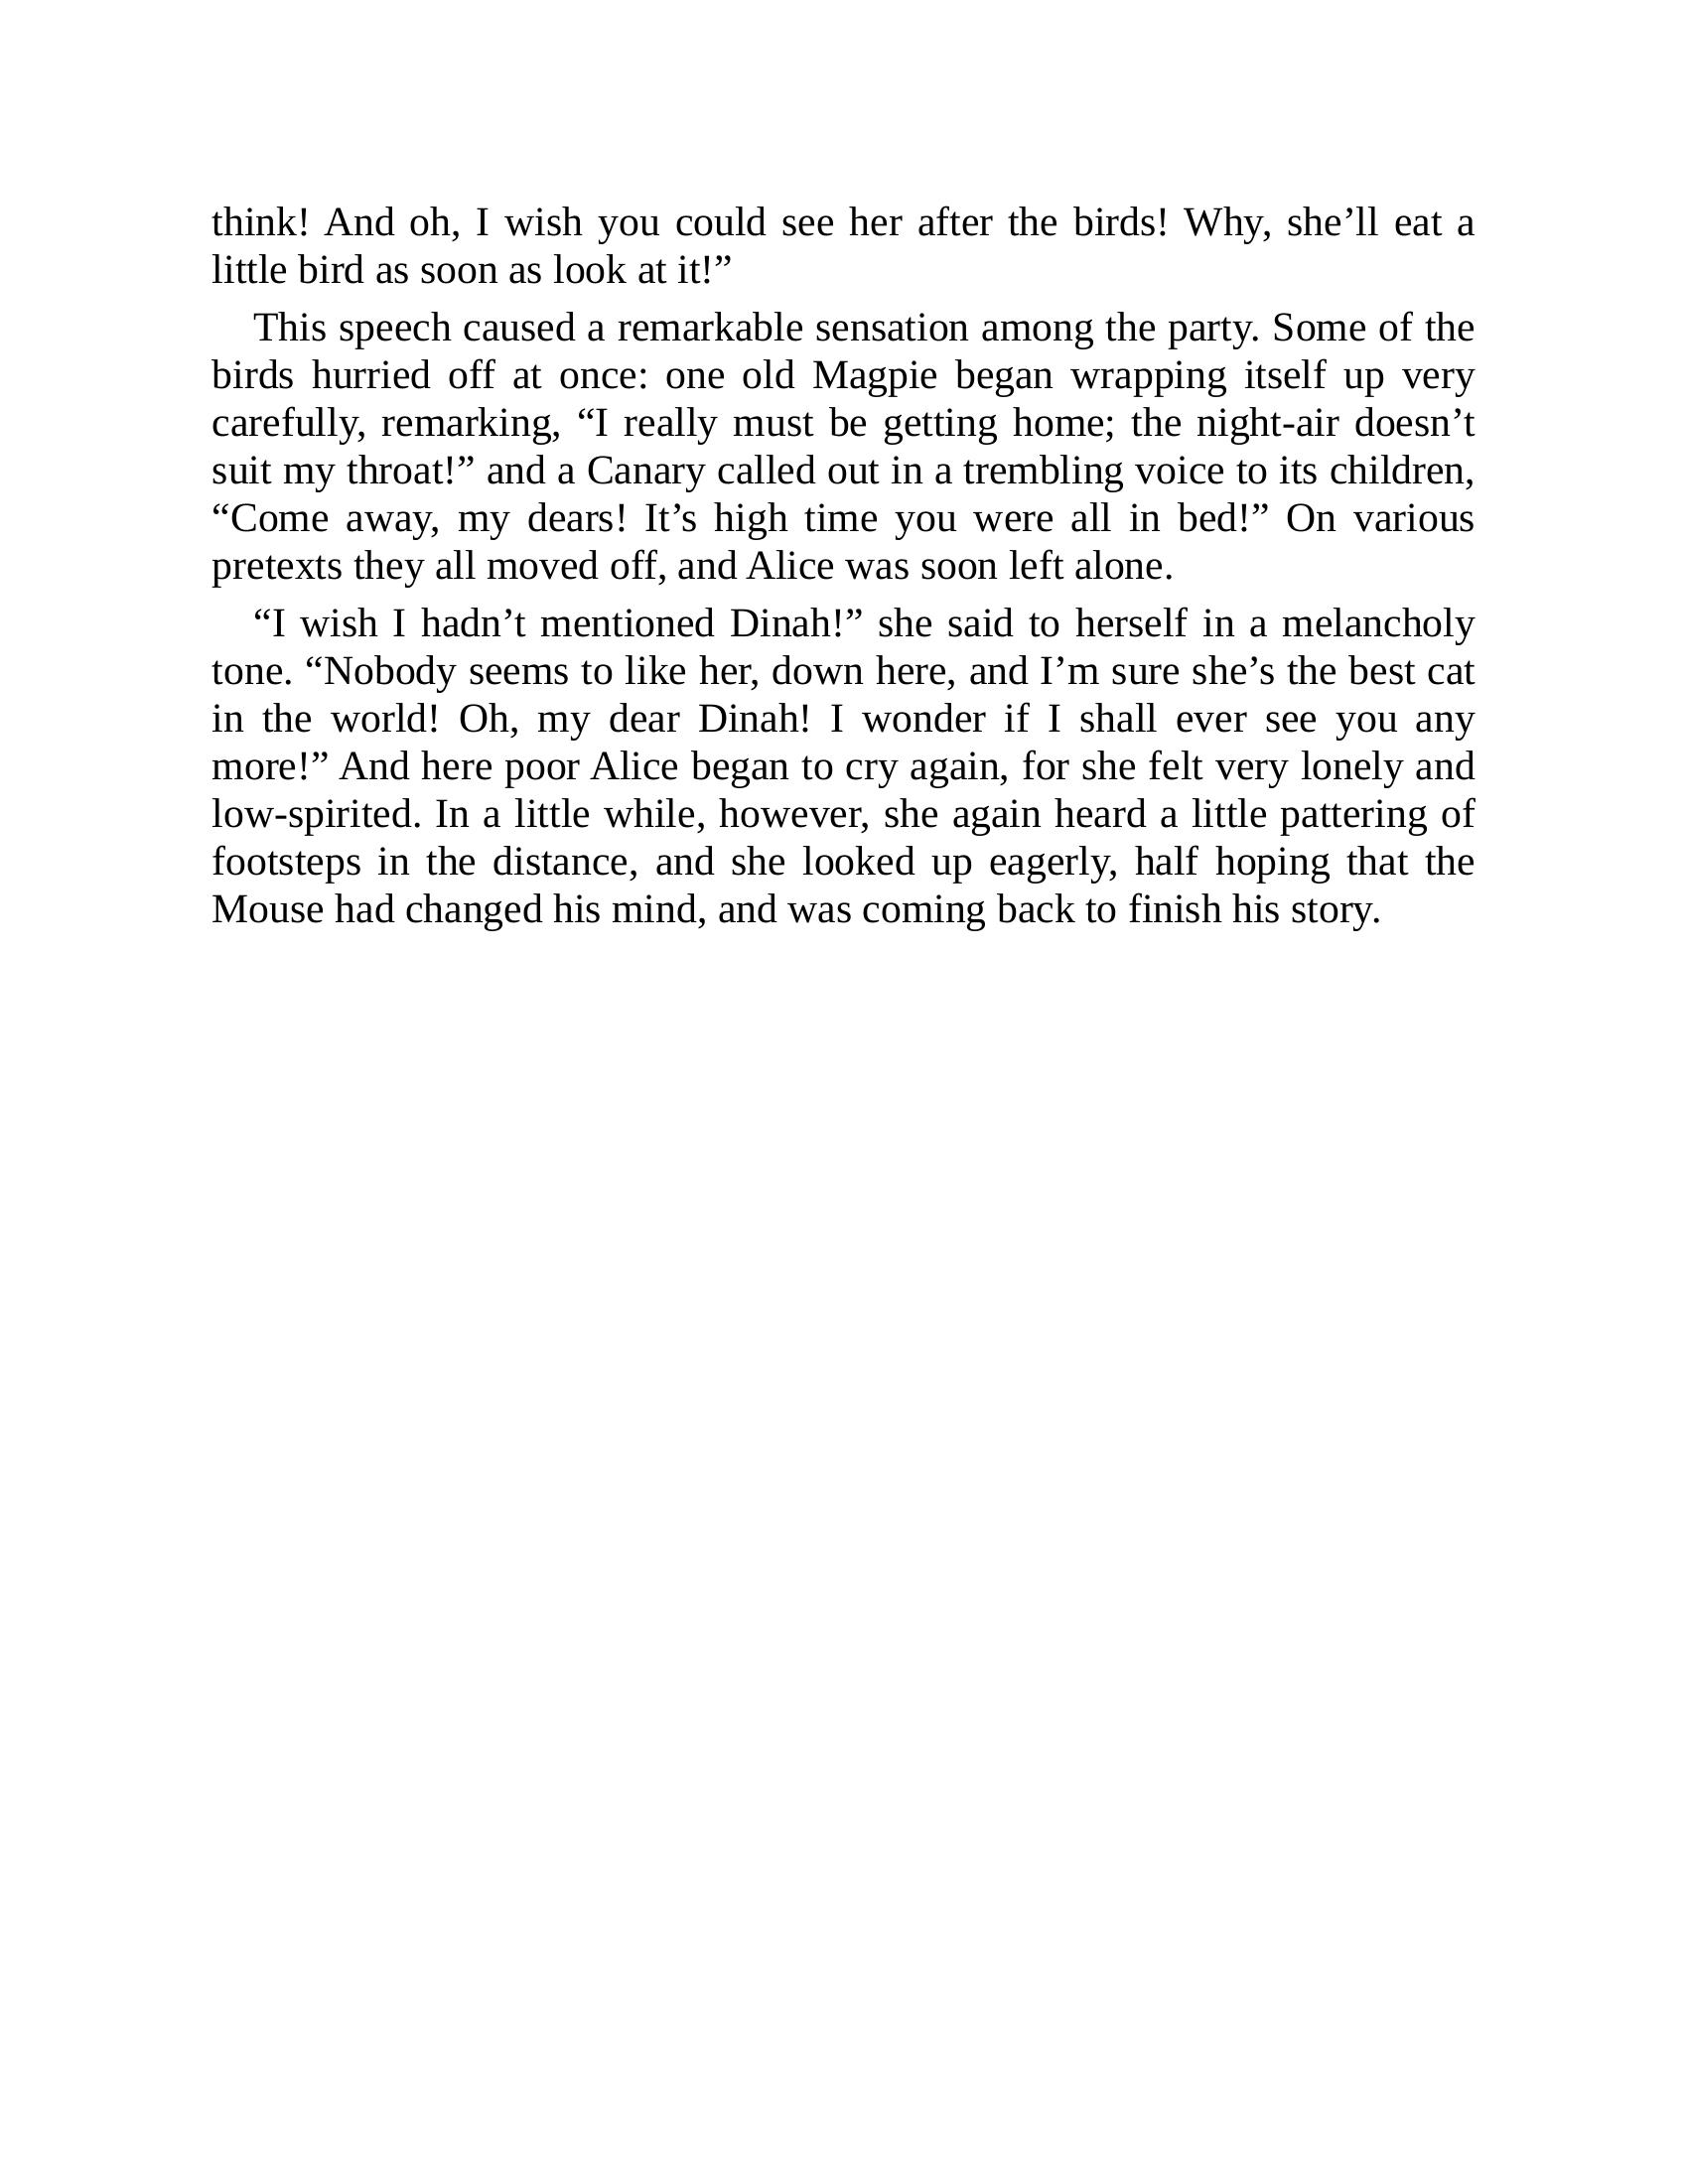 think! And oh, I wish you could see her after the birds! Why, she’ll eat a
little bird as soon as look at it!”
This speech caused a remarkable sensation among the party. Some of the
birds hurried off at once: one old Magpie began wrapping itself up very
carefully, remarking, “I really must be getting home; the night-air doesn’t
suit my throat!” and a Canary called out in a trembling voice to its children,
“Come away, my dears! It’s high time you were all in bed!” On various
pretexts they all moved off, and Alice was soon left alone.
“I wish I hadn’t mentioned Dinah!” she said to herself in a melancholy
tone. “Nobody seems to like her, down here, and I’m sure she’s the best cat
in the world! Oh, my dear Dinah! I wonder if I shall ever see you any
more!” And here poor Alice began to cry again, for she felt very lonely and
low-spirited. In a little while, however, she again heard a little pattering of
footsteps in the distance, and she looked up eagerly, half hoping that the
Mouse had changed his mind, and was coming back to finish his story.